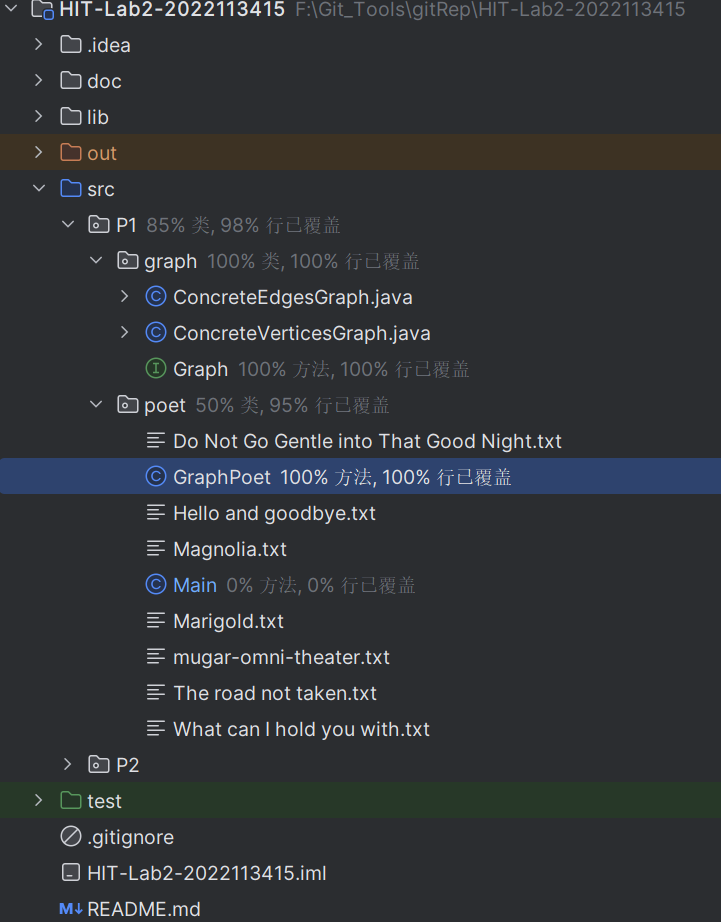 HIT-Lab2-2022113415 F:\Git_Tools\gitRep\HIT-Lab2-2022113415
.idea
doc
lib
out
src
P1 85% 类, 98% 行已覆盖
graph 100% 类, 100% 行已覆盖
ConcreteEdgesGraph.java
ConcreteVerticesGraph.java
Graph 100% 方法, 100% 行已覆盖
poet 50% 类, 95% 行已覆盖
Do Not Go Gentle into That Good Night.txt
GraphPoet 100% 方法, 100% 行已覆盖
Hello and goodbye.txt
Magnolia.txt
Main 0% 方法, 0% 行已覆盖
Marigold.txt
mugar-omni-theater.txt
The road not taken.txt
What can I hold you with.txt
P2
test
.gitignore
HIT-Lab2-2022113415.iml
README.md